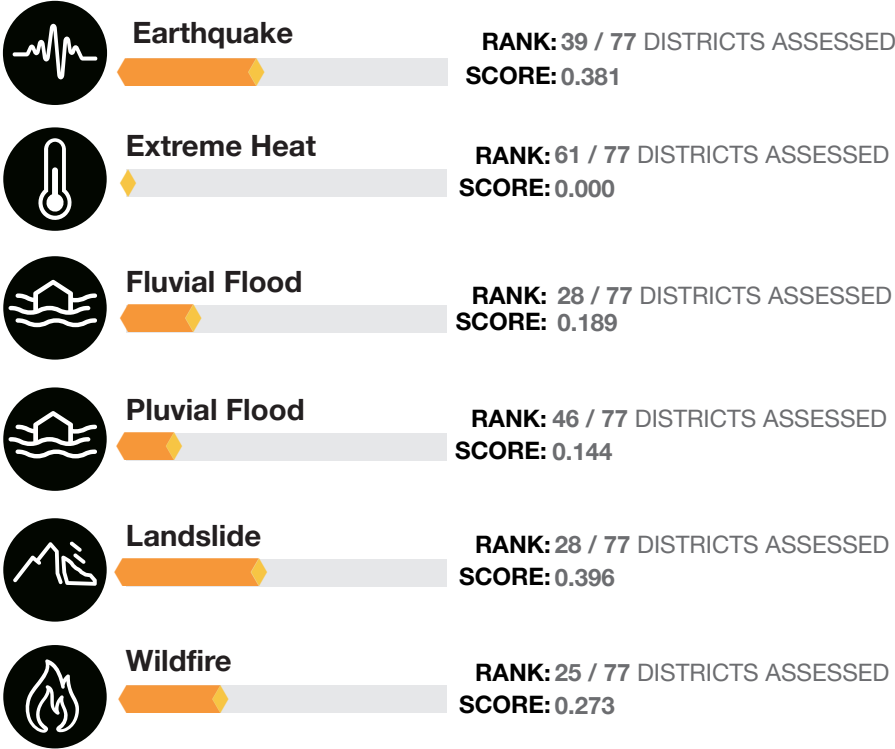 Earthquake
RANK: 39 / 77 DISTRICTS ASSESSED
SCORE: 0.381
Extreme Heat
RANK: 61 / 77 DISTRICTS ASSESSED
SCORE: 0.000
Fluvial Flood
RANK: 28 / 77 DISTRICTS ASSESSED
SCORE: 0.189
Pluvial Flood
RANK: 46 / 77 DISTRICTS ASSESSED
SCORE: 0.144
Landslide
RANK: 28 / 77 DISTRICTS ASSESSED
SCORE: 0.396
Wildfire
RANK: 25 / 77 DISTRICTS ASSESSED
SCORE: 0.273